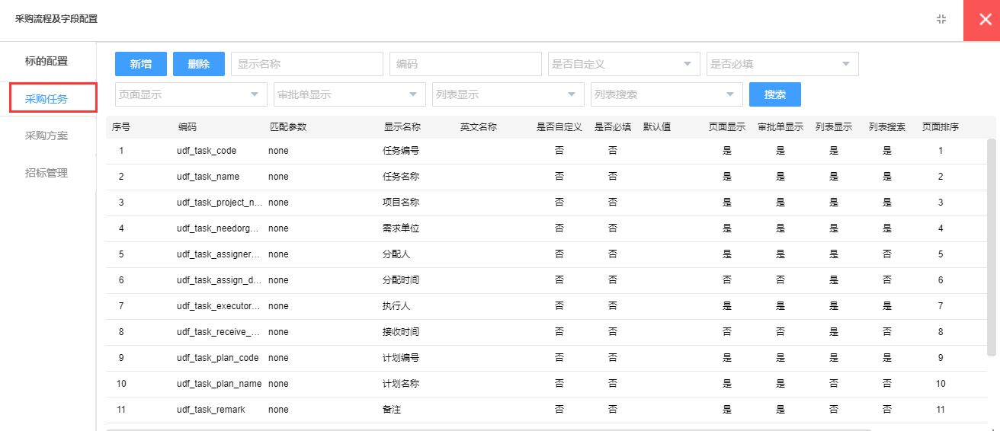 采购流程及字段配置
标的配置
采购任务
采购方案
招标管理
新增 删除 显示名称 编码 是否自定义 是否必填
页面显示 审批单显示 列表显示 列表搜索 搜索
序号 编码 匹配参数 显示名称 英文名称 是否自定义 是否必填 默认值 页面显示 审批单显示 列表显示 列表搜索 页面排序
1 udf_task_code none 任务编号 否 否 是 是 是 是 1
2 udf_task_name none 任务名称 否 否 是 是 是 是 2
3 udf_task_project_n... none 项目名称 否 否 是 是 是 是 3
4 udf_task_needorg... none 需求单位 否 否 是 是 是 是 4
5 udf_task_assigner... none 分配人 否 否 是 是 是 否 5
6 udf_task_assign_d... none 分配时间 否 否 否 否 是 否 6
7 udf_task_executor... none 执行人 否 否 是 是 是 是 7
8 udf_task_receive_... none 接收时间 否 否 否 否 是 否 8
9 udf_task_plan_code none 计划编号 否 否 是 是 是 是 9
10 udf_task_plan_name none 计划名称 否 否 是 是 否 否 10
11 udf_task_remark none 备注 否 否 是 是 否 否 11